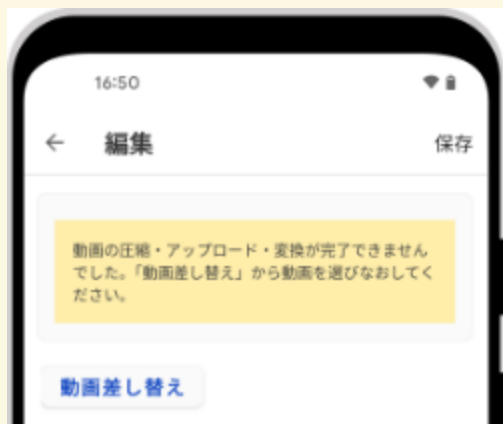 16:50
← 編集
保存
動画の圧縮・アップロード・変換が完了できません
でした。「動画差し替え」から動画を選びなおしてく
ださい。
動画差し替え